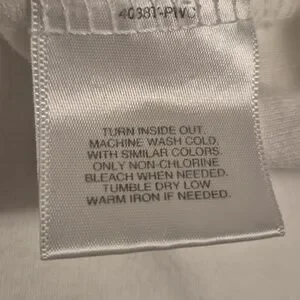 TURN INSIDE OUT.
MACHINE WASH COLD,
WITH SIMILAR COLORS.
ONLY NON-CHLORINE
BLEACH WHEN NEEDED.
TUMBLE DRY LOW.
WARM IRON IF NEEDED.